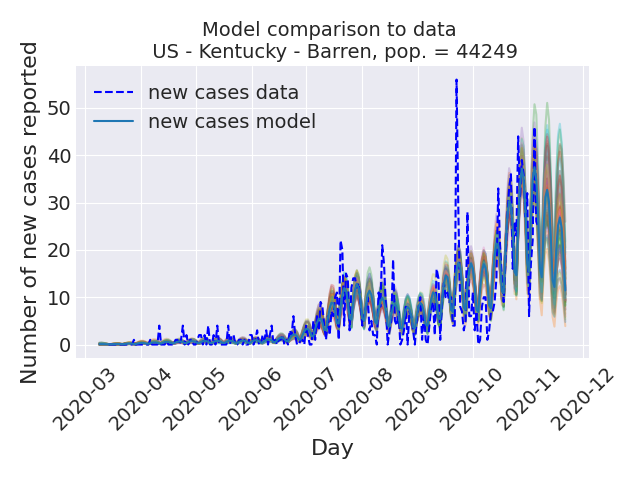 Model comparison to data
US - Kentucky - Barren, pop. = 44249
Number of new cases reported
50
40
30
20
10
0
new cases data
new cases model
2020-03
2020-04
2020-05
2020-06
2020-07
2020-08
2020-09
2020-10
2020-11
2020-12
Day